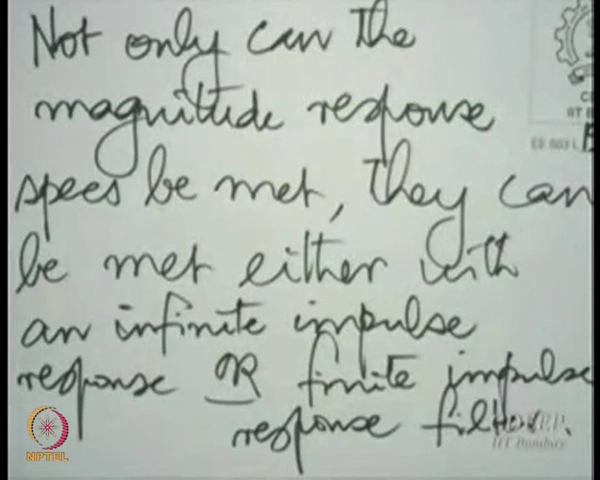 Not only can the
magnitude response
specs be met, they can
be met either with
an infinite impulse
response OR finite impulse
response filter.
NPTEL